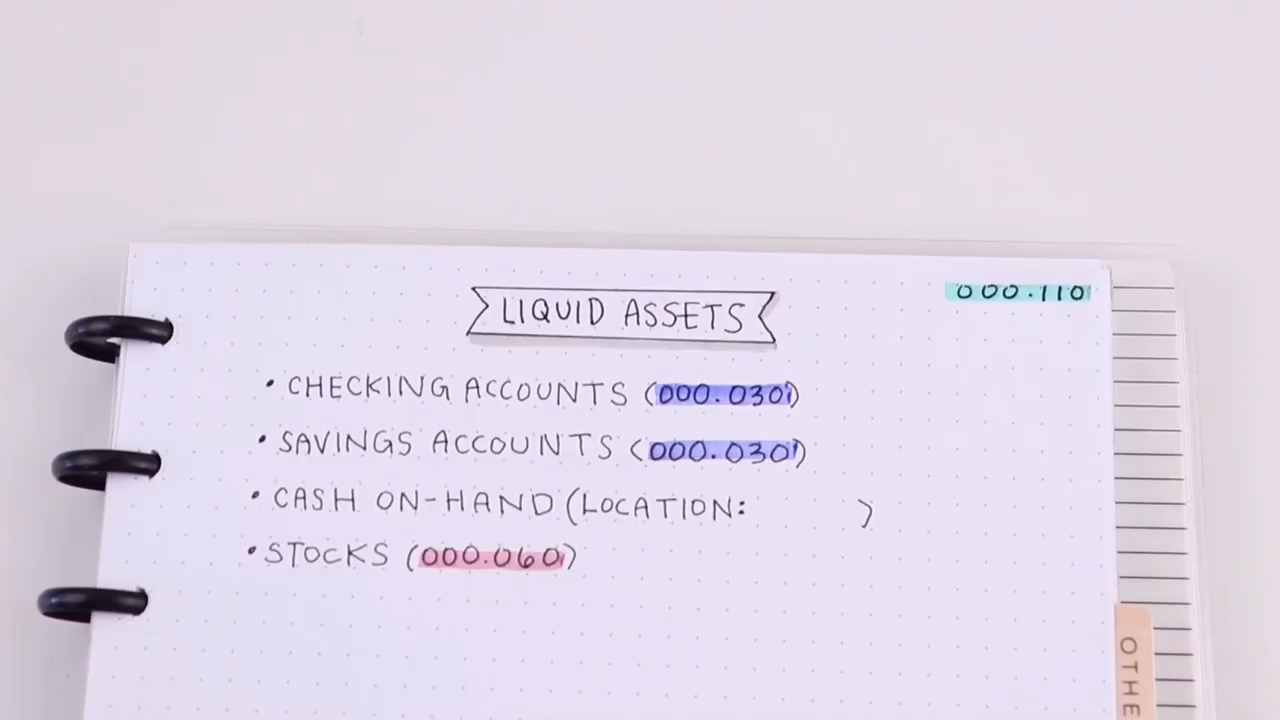 000.110
LIQUID ASSETS
• CHECKING ACCOUNTS (000.030)
• SAVINGS ACCOUNTS (000.030)
• CASH ON-HAND (LOCATION: )
• STOCKS (000.060)
OTHE